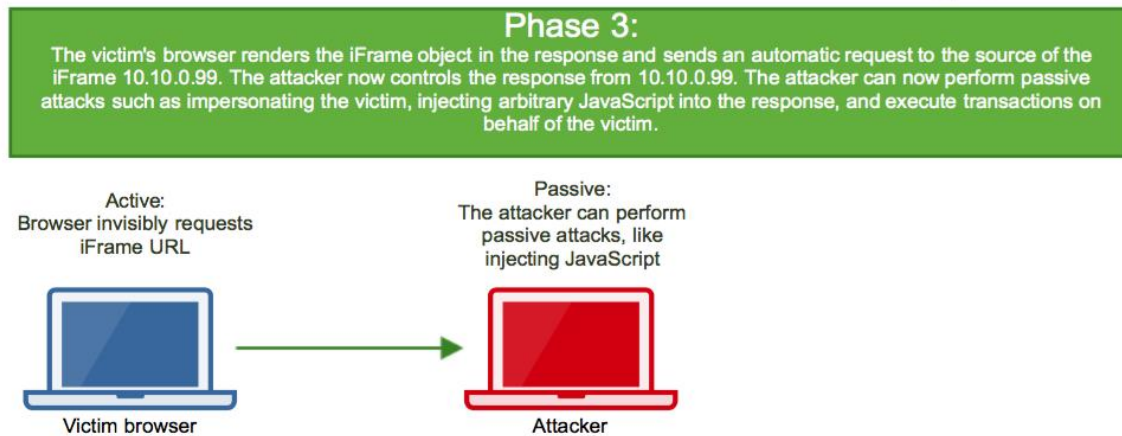 Phase 3:
The victim's browser renders the iFrame object in the response and sends an automatic request to the source of the
iFrame 10.10.0.99. The attacker now controls the response from 10.10.0.99. The attacker can now perform passive
attacks such as impersonating the victim, injecting arbitrary JavaScript into the response, and execute transactions on
behalf of the victim.
Active:
Browser invisibly requests
iFrame URL
Passive:
The attacker can perform
passive attacks, like
injecting JavaScript
Victim browser
Attacker